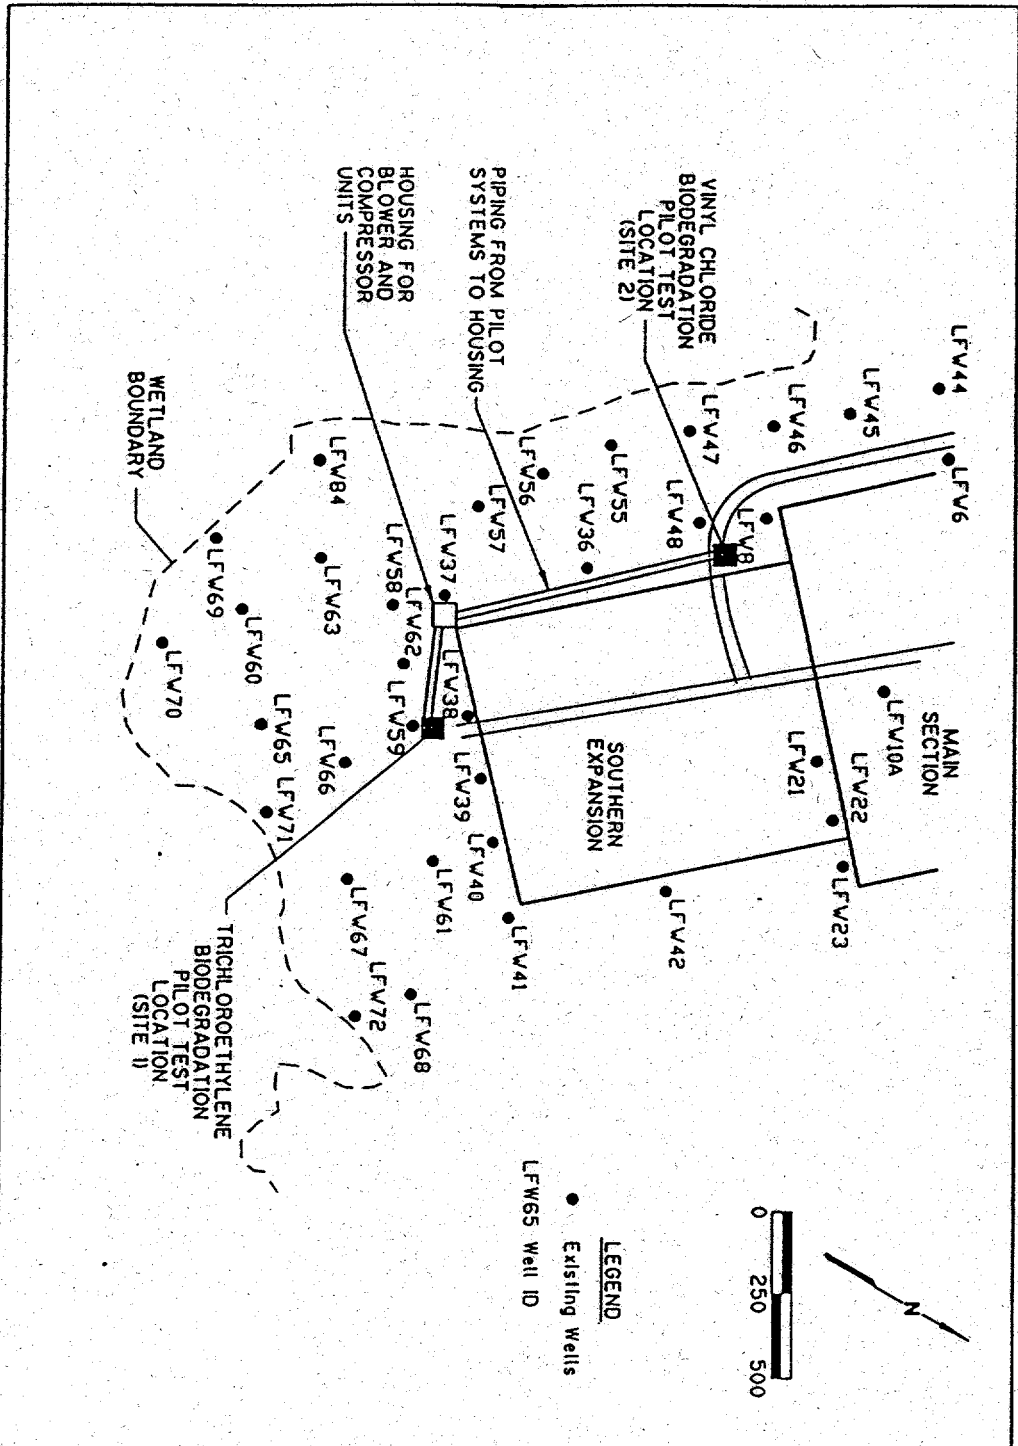 LFW44
LFW45
LFW6
LFW46
LFW47
LFW8
LFW48
LFW55
LFW36
LFW56
LFW57
LFW37
LFW58
LFW62
LFW84
LFW63
LFW69
LFW60
LFW70
LFW65
LFW66
LFW71
LFW59
LFW38
LFW39
LFW40
LFW61
LFW41
LFW67
LFW72
LFW68
LFW42
LFW23
LFW22
LFW21
LFW10A
MAIN
SECTION
SOUTHERN
EXPANSION
VINYL CHLORIDE
BIODEGRADATION
PILOT TEST
LOCATION
(SITE 2)
PIPING FROM PILOT
SYSTEMS TO HOUSING
HOUSING FOR
BLOWER AND
COMPRESSOR
UNITS
WETLAND
BOUNDARY
TRICHLOROETHYLENE
BIODEGRADATION
PILOT TEST
LOCATION
(SITE 1)
N
0 250 500
LEGEND
Existing Wells
LFW65 Well ID